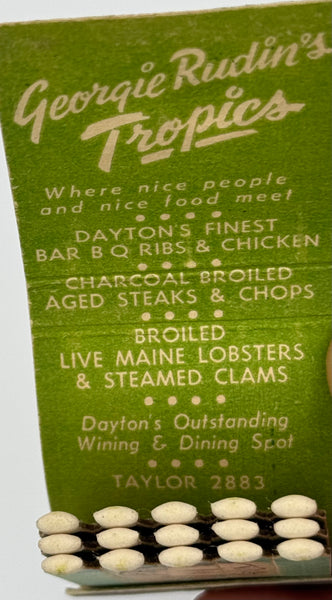 Georgie Rudin's
Tropics
Where nice people
and nice food meet
DAYTON'S FINEST
BAR B Q RIBS & CHICKEN
CHARCOAL BROILED
AGED STEAKS & CHOPS
BROILED
LIVE MAINE LOBSTERS
& STEAMED CLAMS
Dayton's Outstanding
Wining & Dining Spot
TAYLOR 2883